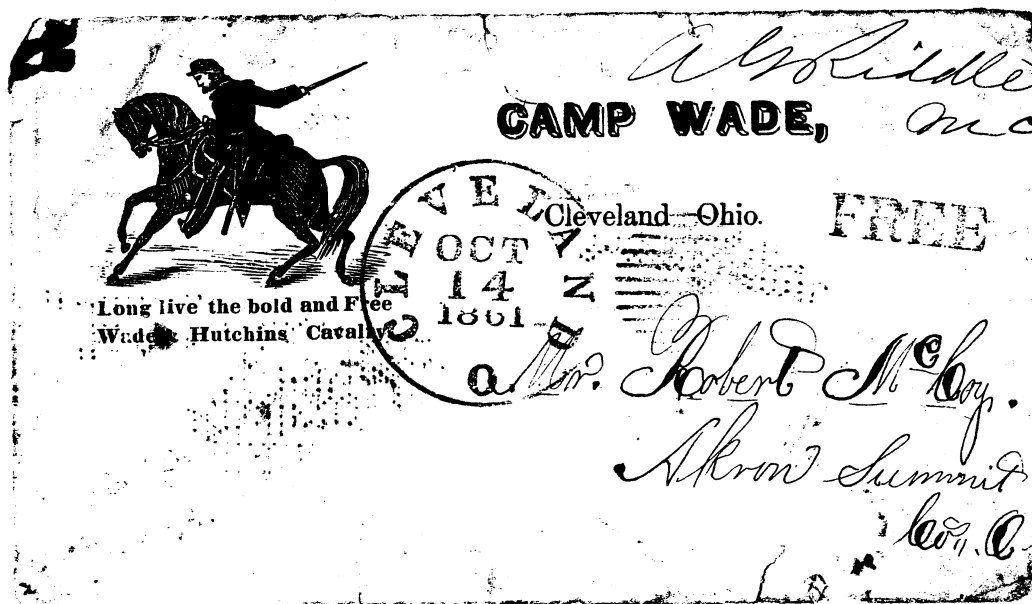 A G Riddle
MC
CAMP WADE,
Cleveland Ohio.
FREE
CLEVELAND
OCT
14
1861
O.
Long live the bold and Free
Wade & Hutchins Cavalry.
Mr. Robert McCoy.
Akron Summit
Co,, O.